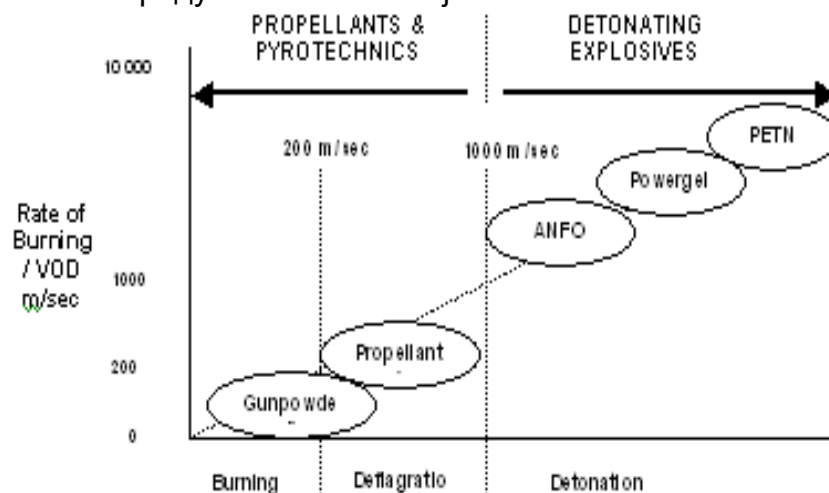 PROPELLANTS &
PYROTECHNICS
DETONATING
EXPLOSIVES
10 000
200 m/sec
1000 m/sec
PETN
Powergel
ANFO
Rate of
Burning
/ VOD
m/sec
1000
Propellant
200
Gunpowde
0
Burning
Deflagratio
Detonation